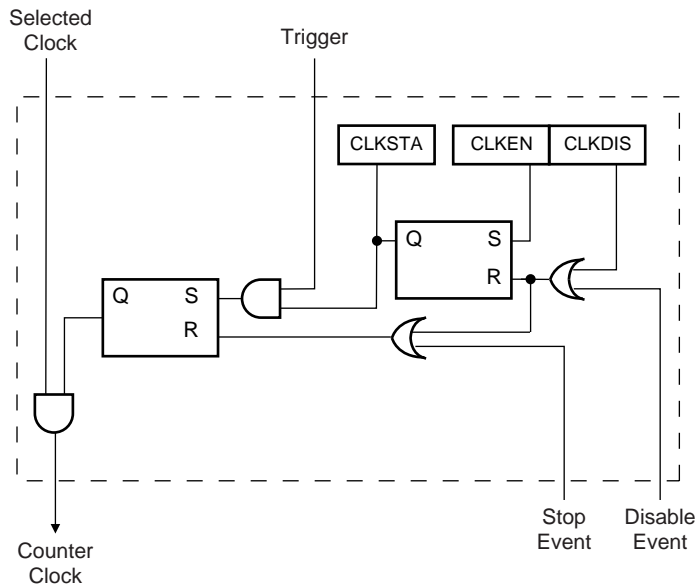 Selected
Clock
Trigger
CLKSTA
CLKEN
CLKDIS
Q
S
R
Q
S
R
Stop
Event
Disable
Event
Counter
Clock